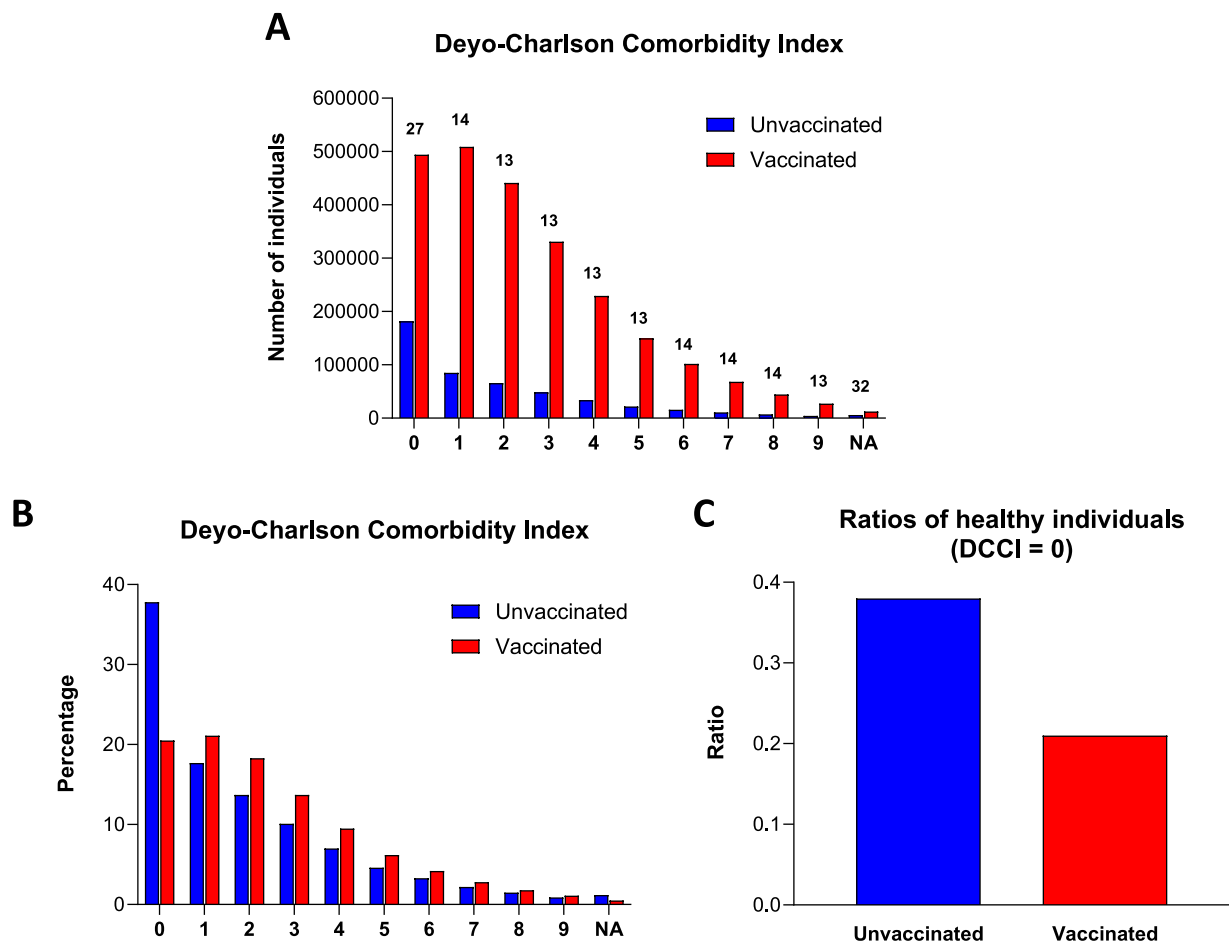 A
Deyo-Charlson Comorbidity Index
Number of individuals
600000
500000
400000
300000
200000
100000
0
Unvaccinated
Vaccinated
27
14
13
13
13
13
14
14
14
13
32
0 1 2 3 4 5 6 7 8 9 NA
B
Deyo-Charlson Comorbidity Index
Percentage
40
30
20
10
0
Unvaccinated
Vaccinated
0 1 2 3 4 5 6 7 8 9 NA
C
Ratios of healthy individuals
(DCCI = 0)
Ratio
0.4
0.3
0.2
0.1
0.0
Unvaccinated Vaccinated